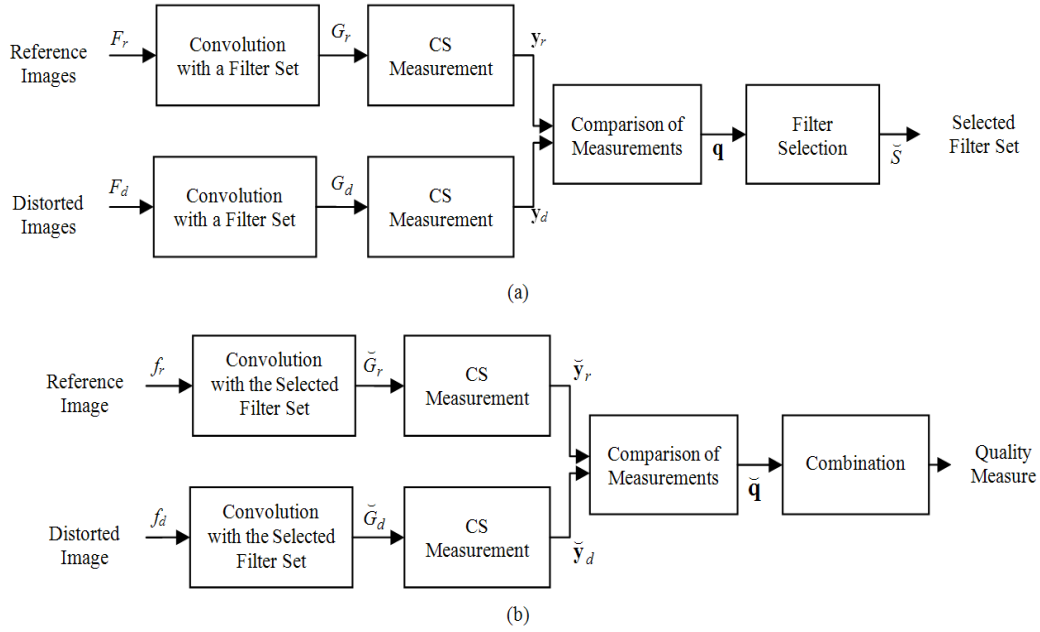 Reference
Images
F_r
Convolution
with a Filter Set
G_r
CS
Measurement
y_r
Distorted
Images
F_d
Convolution
with a Filter Set
G_d
CS
Measurement
y_d
Comparison of
Measurements
q
Filter
Selection
S̆
Selected
Filter Set
(a)
Reference
Image
f_r
Convolution
with the Selected
Filter Set
Ğ_r
CS
Measurement
y̆_r
Distorted
Image
f_d
Convolution
with the Selected
Filter Set
Ğ_d
CS
Measurement
y̆_d
Comparison of
Measurements
q̆
Combination
Quality
Measure
(b)